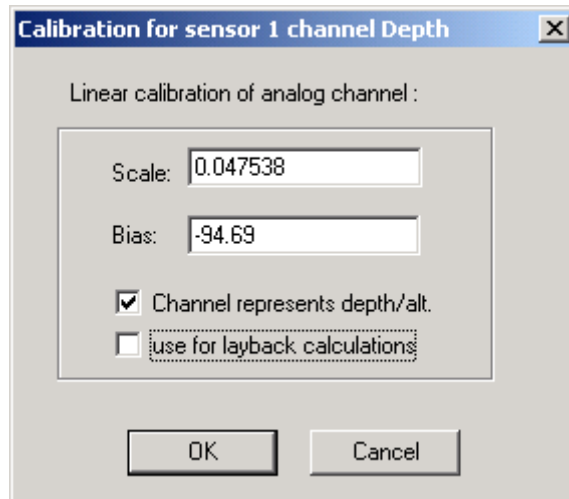 Calibration for sensor 1 channel Depth
Linear calibration of analog channel :
Scale: 0.047538
Bias: -94.69
Channel represents depth/alt.
use for layback calculations
OK Cancel